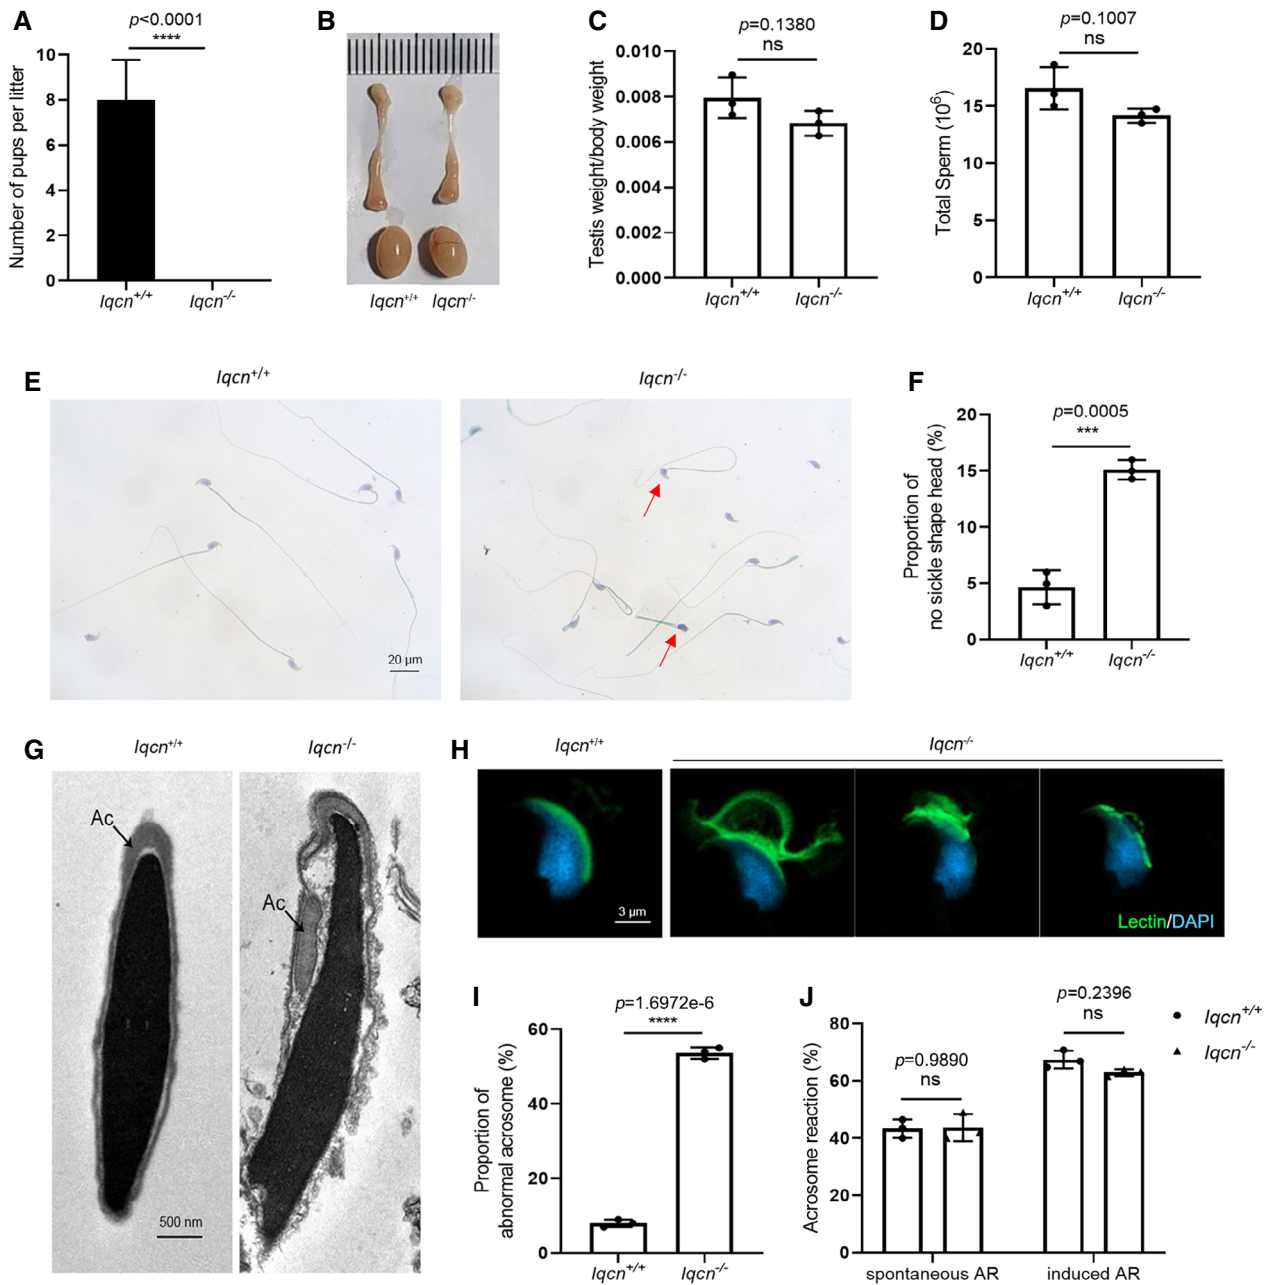 A
p<0.0001
****
Number of pups per litter
10
8
6
4
2
0
Iqcn+/+
Iqcn-/-
B
Iqcn+/+
Iqcn-/-
C
p=0.1380
ns
Testis weight/body weight
0.010
0.008
0.006
0.004
0.002
0.000
Iqcn+/+
Iqcn-/-
D
p=0.1007
ns
Total Sperm (10⁶)
20
15
10
5
0
Iqcn+/+
Iqcn-/-
E
Iqcn+/+
Iqcn-/-
20 μm
F
p=0.0005
***
Proportion of
no sickle shape head (%)
20
15
10
5
0
Iqcn+/+
Iqcn-/-
G
Iqcn+/+
Iqcn-/-
Ac
Ac
500 nm
H
Iqcn+/+
Iqcn-/-
3 μm
Lectin/DAPI
I
p=1.6972e-6
****
Proportion of
abnormal acrosome (%)
60
40
20
0
Iqcn+/+
Iqcn-/-
J
p=0.2396
ns
p=0.9890
ns
Acrosome reaction (%)
80
60
40
20
0
spontaneous AR
induced AR
Iqcn+/+
Iqcn-/-